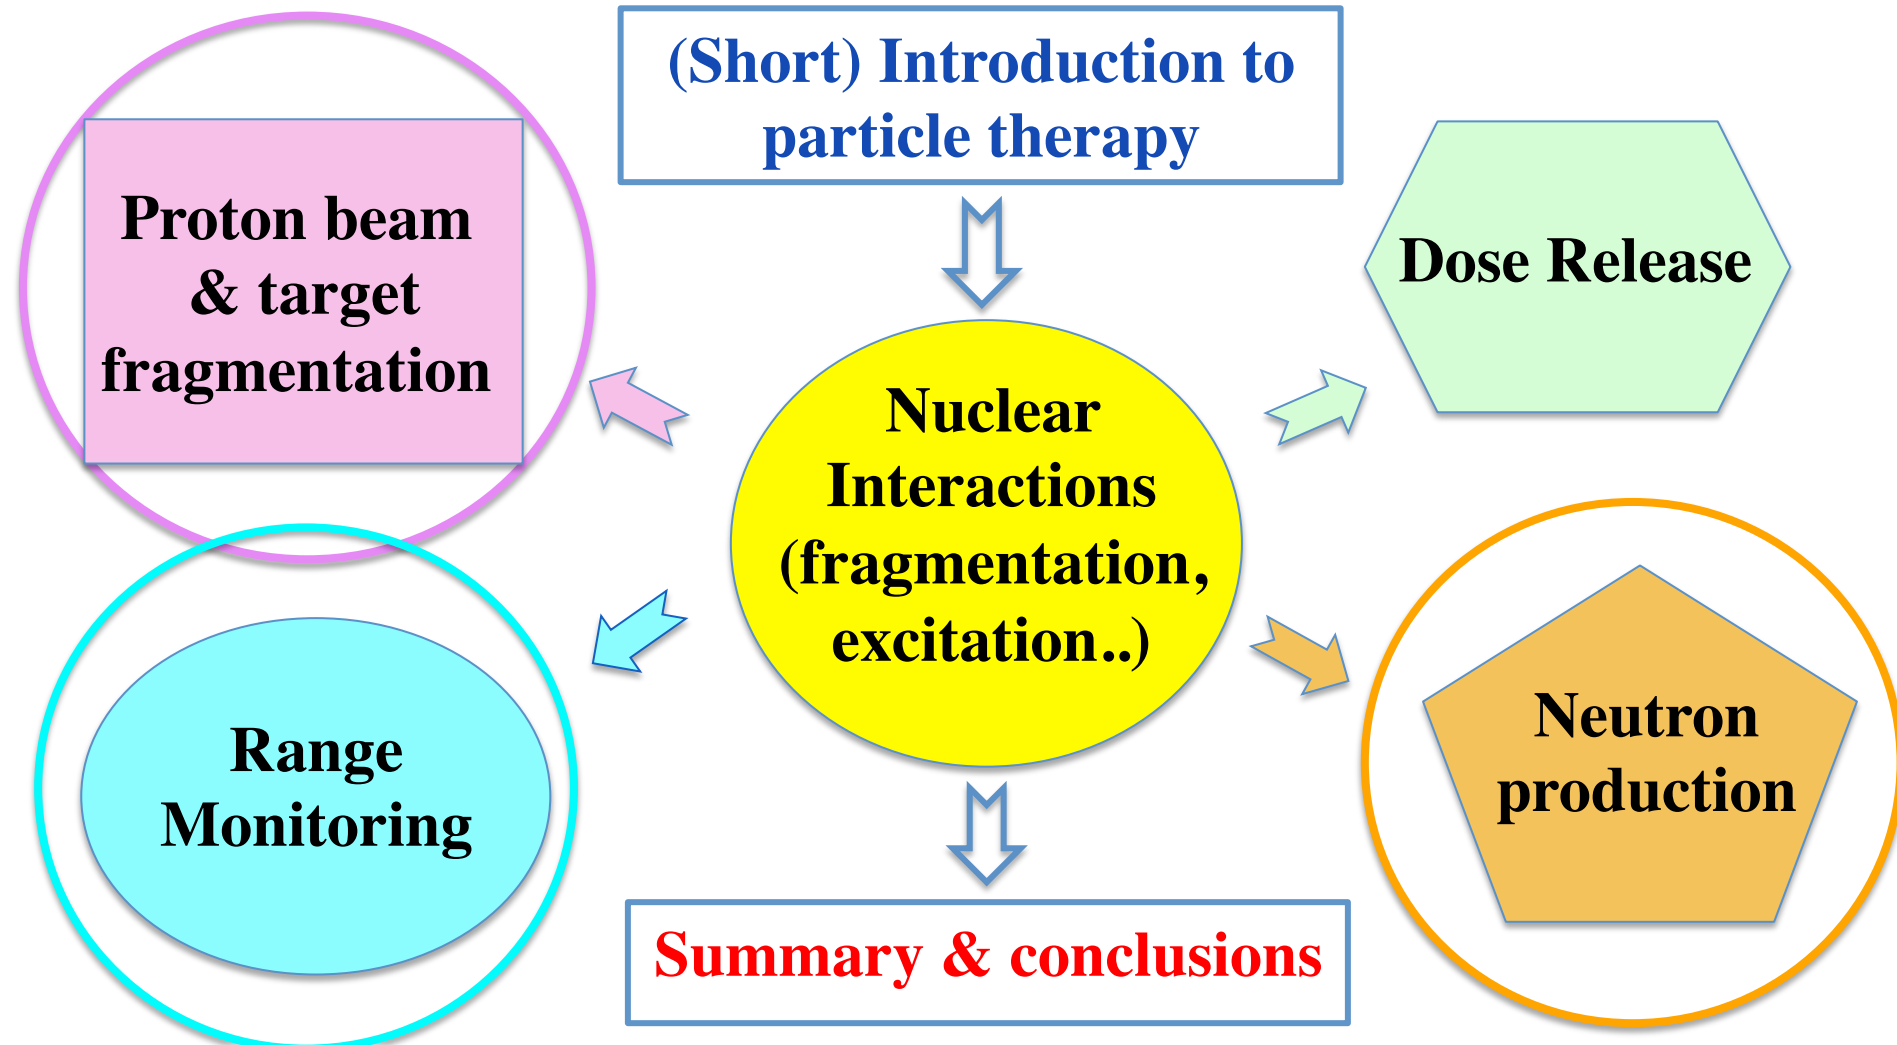 (Short) Introduction to
particle therapy
Proton beam
& target
fragmentation
Dose Release
Nuclear
Interactions
(fragmentation,
excitation..)
Range
Monitoring
Neutron
production
Summary & conclusions